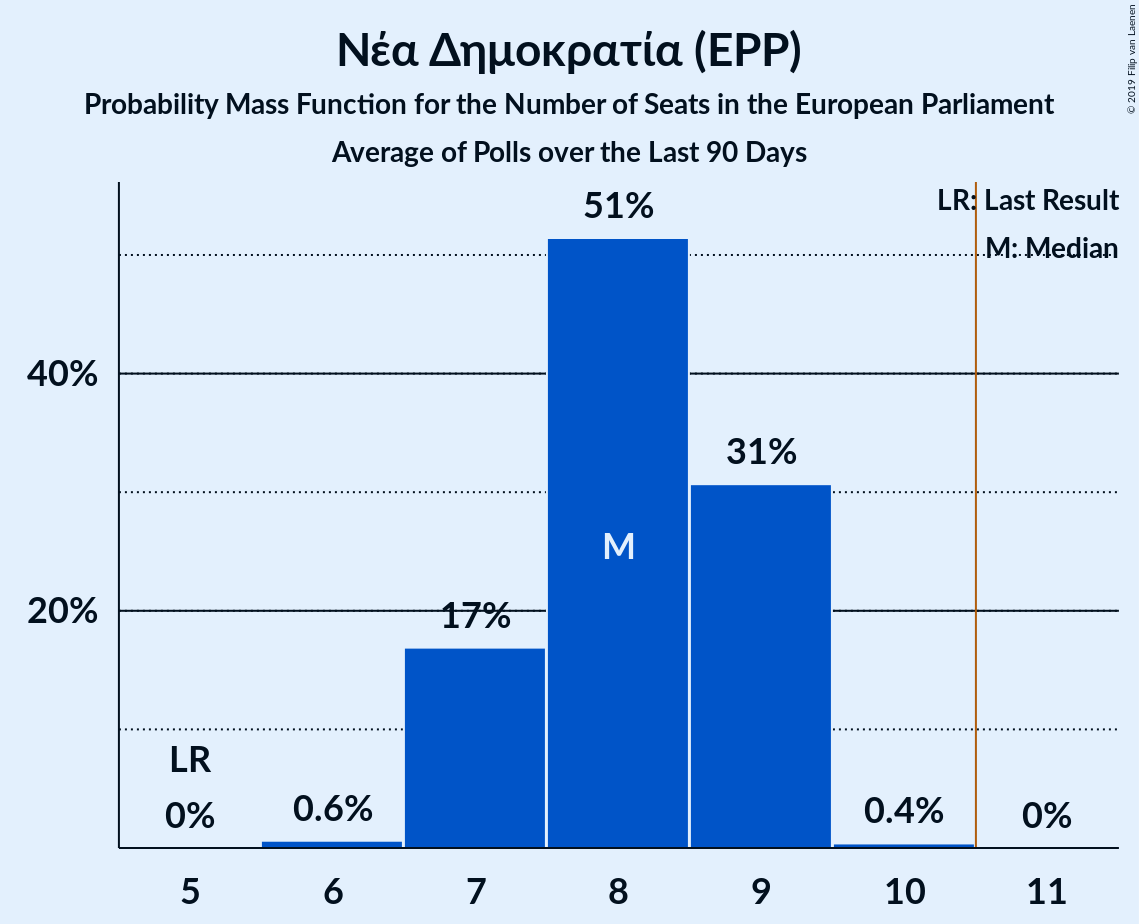 Νέα Δημοκρατία (EPP)
Probability Mass Function for the Number of Seats in the European Parliament
Average of Polls over the Last 90 Days
© 2019 Filip van Laenen
LR: Last Result
M: Median
51%
40%
31%
M
20%
17%
LR
0%
0.6%
0.4%
0%
5 6 7 8 9 10 11